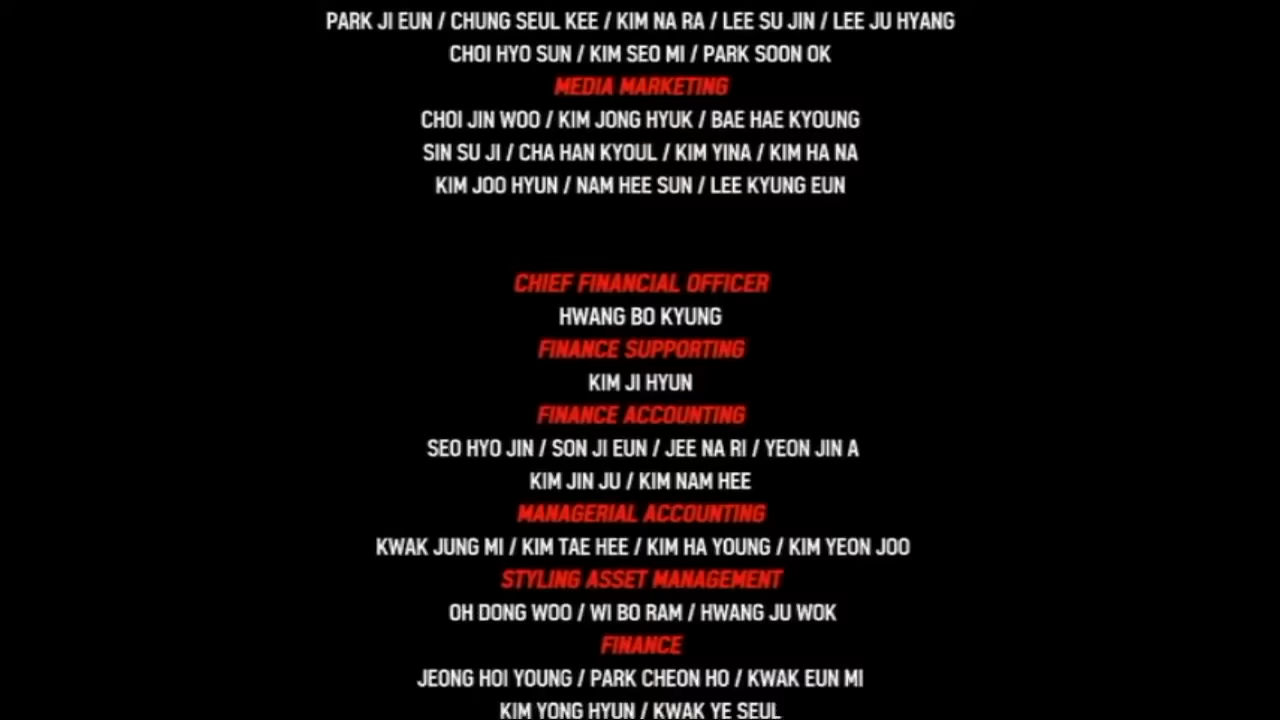 PARK JI EUN / CHUNG SEUL KEE / KIM NA RA / LEE SU JIN / LEE JU HYANG
CHOI HYO SUN / KIM SEO MI / PARK SOON OK
MEDIA MARKETING
CHOI JIN WOO / KIM JONG HYUK / BAE HAE KYOUNG
SIN SU JI / CHA HAN KYOUL / KIM YINA / KIM HA NA
KIM JOO HYUN / NAM HEE SUN / LEE KYUNG EUN
CHIEF FINANCIAL OFFICER
HWANG BO KYUNG
FINANCE SUPPORTING
KIM JI HYUN
FINANCE ACCOUNTING
SEO HYO JIN / SON JI EUN / JEE NA RI / YEON JIN A
KIM JIN JU / KIM NAM HEE
MANAGERIAL ACCOUNTING
KWAK JUNG MI / KIM TAE HEE / KIM HA YOUNG / KIM YEON JOO
STYLING ASSET MANAGEMENT
OH DONG WOO / WI BO RAM / HWANG JU WOK
FINANCE
JEONG HOI YOUNG / PARK CHEON HO / KWAK EUN MI
KIM YONG HYUN / KWAK YE SEUL